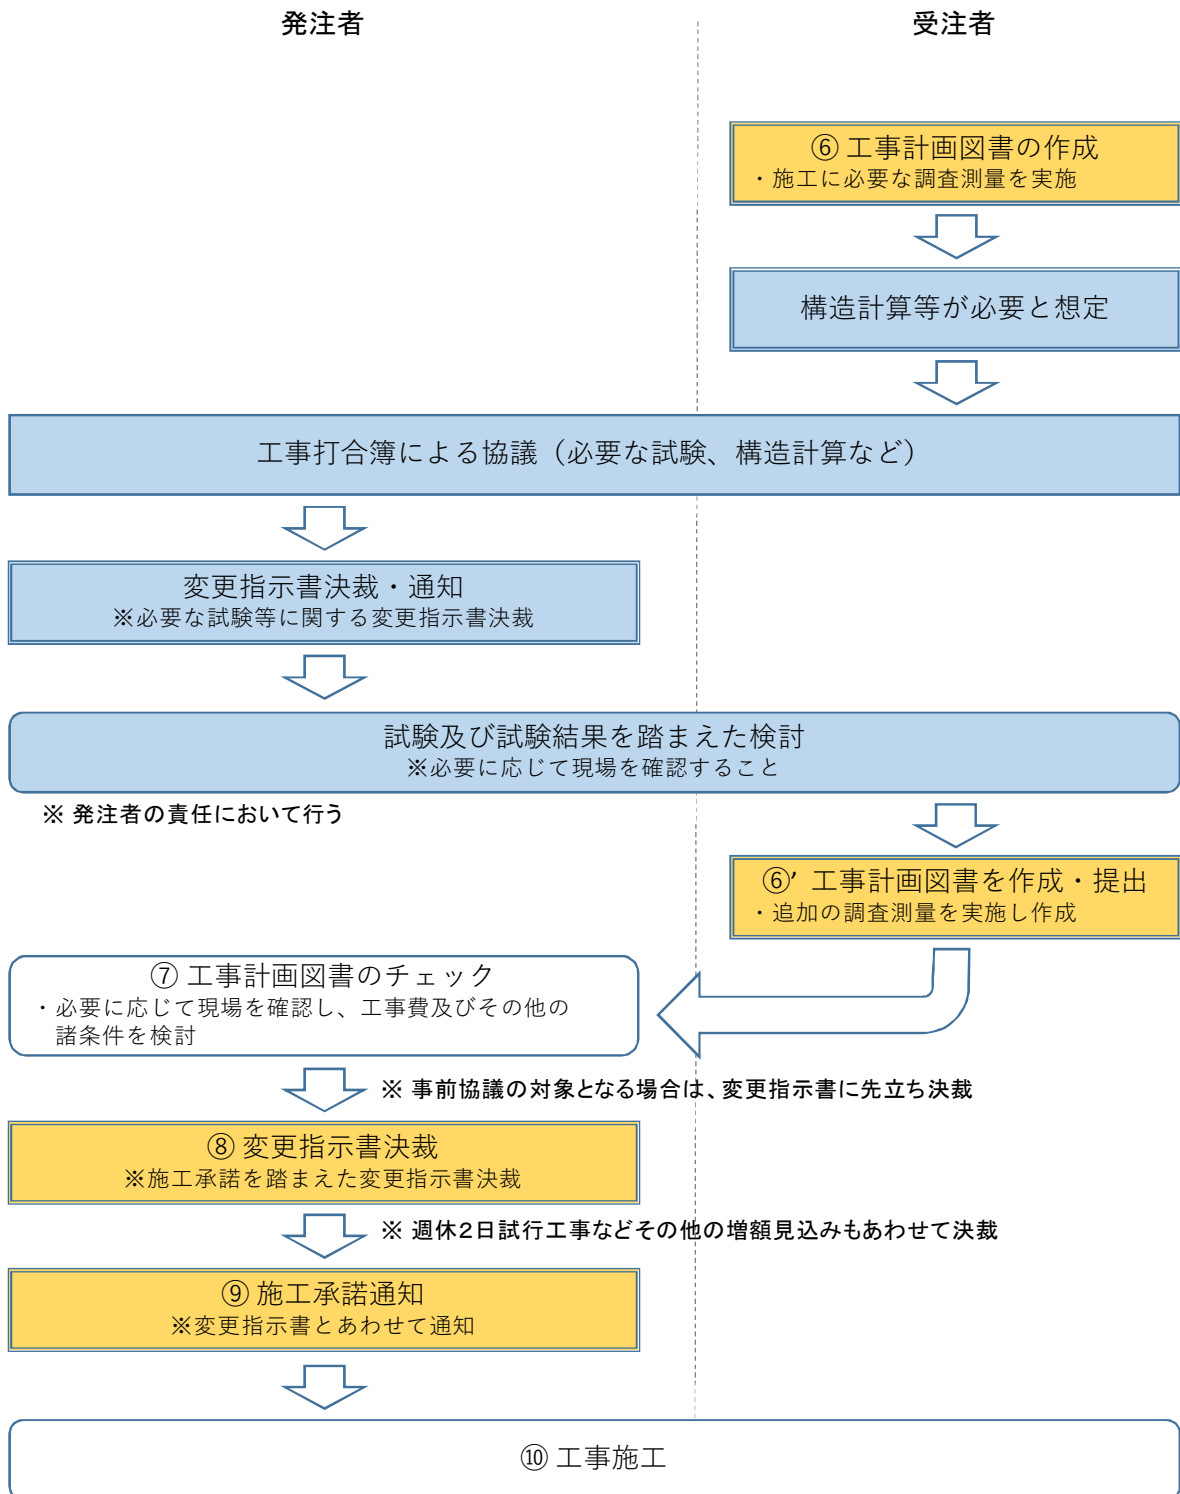 発注者
受注者
⑥ 工事計画図書の作成
・施工に必要な調査測量を実施
構造計算等が必要と想定
工事打合簿による協議（必要な試験、構造計算など）
変更指示書決裁・通知
※必要な試験等に関する変更指示書決裁
試験及び試験結果を踏まえた検討
※必要に応じて現場を確認すること
※ 発注者の責任において行う
⑥’ 工事計画図書を作成・提出
・追加の調査測量を実施し作成
⑦ 工事計画図書のチェック
・必要に応じて現場を確認し、工事費及びその他の
諸条件を検討
※ 事前協議の対象となる場合は、変更指示書に先立ち決裁
⑧ 変更指示書決裁
※施工承諾を踏まえた変更指示書決裁
※ 週休２日試行工事などその他の増額見込みもあわせて決裁
⑨ 施工承諾通知
※変更指示書とあわせて通知
⑩ 工事施工